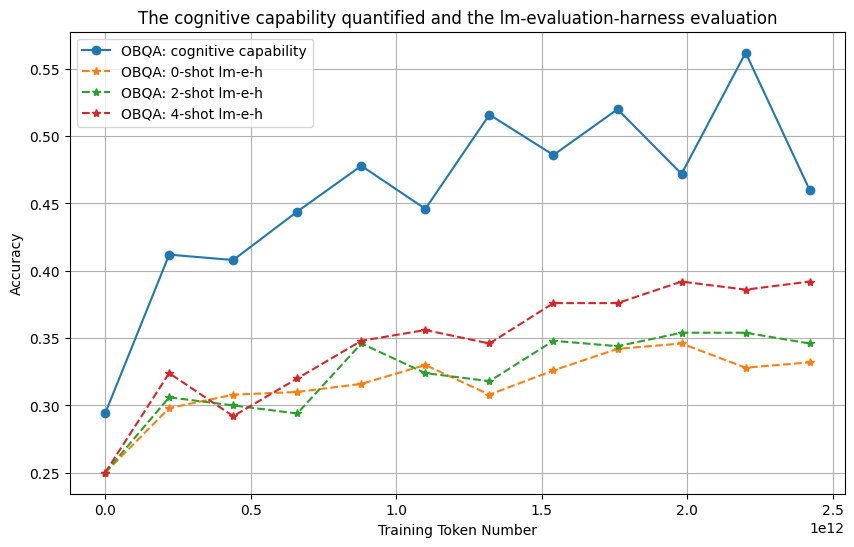 The cognitive capability quantified and the lm-evaluation-harness evaluation
OBQA: cognitive capability
OBQA: 0-shot lm-e-h
OBQA: 2-shot lm-e-h
OBQA: 4-shot lm-e-h
Accuracy
0.55
0.50
0.45
0.40
0.35
0.30
0.25
0.0 0.5 1.0 1.5 2.0 2.5
1e12
Training Token Number